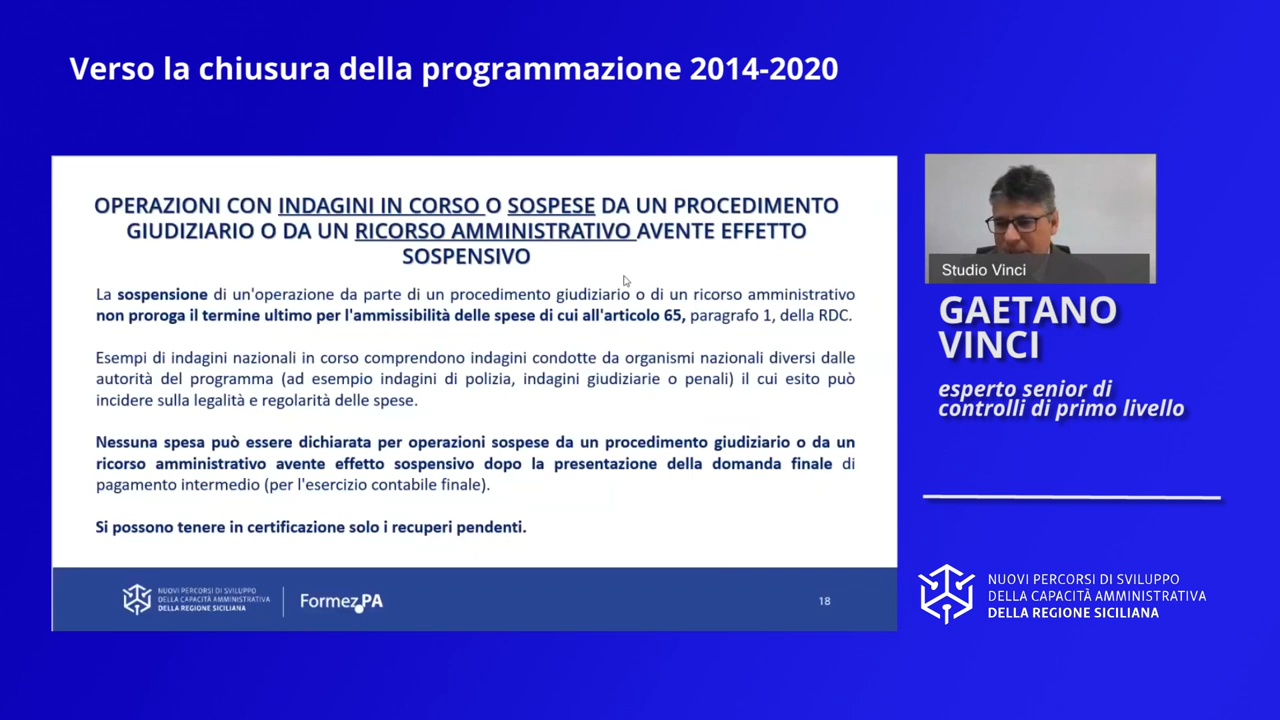 Verso la chiusura della programmazione 2014-2020
OPERAZIONI CON INDAGINI IN CORSO O SOSPESE DA UN PROCEDIMENTO
GIUDIZIARIO O DA UN RICORSO AMMINISTRATIVO AVENTE EFFETTO
SOSPENSIVO
La sospensione di un'operazione da parte di un procedimento giudiziario o di un ricorso amministrativo
non proroga il termine ultimo per l'ammissibilità delle spese di cui all'articolo 65, paragrafo 1, della RDC.
Esempi di indagini nazionali in corso comprendono indagini condotte da organismi nazionali diversi dalle
autorità del programma (ad esempio indagini di polizia, indagini giudiziarie o penali) il cui esito può
incidere sulla legalità e regolarità delle spese.
Nessuna spesa può essere dichiarata per operazioni sospese da un procedimento giudiziario o da un
ricorso amministrativo avente effetto sospensivo dopo la presentazione della domanda finale di
pagamento intermedio (per l'esercizio contabile finale).
Si possono tenere in certificazione solo i recuperi pendenti.
NUOVI PERCORSI DI SVILUPPO
DELLA CAPACITÀ AMMINISTRATIVA
DELLA REGIONE SICILIANA
Formez PA
18
Studio Vinci
GAETANO
VINCI
esperto senior di
controlli di primo livello
NUOVI PERCORSI DI SVILUPPO
DELLA CAPACITÀ AMMINISTRATIVA
DELLA REGIONE SICILIANA